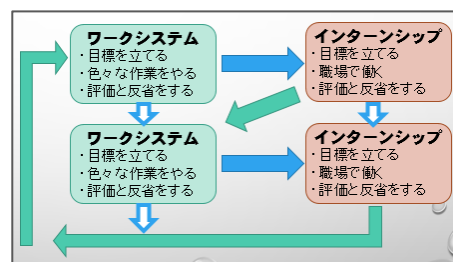 ワークシステム
・目標を立てる
・色々な作業をやる
・評価と反省をする
インターンシップ
・目標を立てる
・職場で働く
・評価と反省をする
ワークシステム
・目標を立てる
・色々な作業をやる
・評価と反省をする
インターンシップ
・目標を立てる
・職場で働く
・評価と反省をする